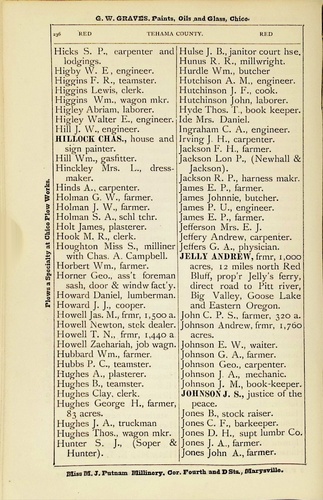 G. W. GRAVES, Paints, Oils and Glass, Chico.
236 RED TEHAMA COUNTY. RED
Hicks S. P., carpenter and
lodgings.
Higby W. E, engineer.
Higgins F. R., teamster.
Higgins Lewis, clerk.
Higgins Wm., wagon mkr.
Higley Abriam, laborer.
Higley Walter E., engineer.
Hill J. W., engineer.
HILLOCK CHAS., house and
sign painter.
Hill Wm., gasfitter.
Hinckley Mrs. L., dress-
maker.
Hinds A., carpenter.
Holman G. W., farmer.
Holman J. W., farmer.
Holman S. A., schl tchr.
Holt James, plasterer.
Hook M. R., clerk.
Houghton Miss S., milliner
with Chas. A. Campbell.
Horbert Wm., farmer.
Horner Geo., ass't foreman
sash, door & windw fact'y.
Howard Daniel, lumberman.
Howard J. J., cooper.
Howell Jas. M., frmr, 1,500 a.
Howell Newton, stek dealer.
Howell T. N., frmr, 1,440 a
Howell Zachariah, job wagn.
Hubbard Wm., farmer.
Hubbs P. C., teamster.
Hughes A., plasterer.
Hughes B., teamster.
Hughes Clay, clerk.
Hughes George H., farmer,
83 acres.
Hughes J. A., truckman
Hughes Thos., wagon mkr.
Hunter S. J., (Soper &
Hunter).
Hulse J. B., janitor court hse,
Hunus R. R., millwright.
Hurdle Wm., butcher
Hutchison A. M., engineer.
Hutchinson J. F., cook.
Hutchinson John, laborer.
Hyde Thos. T., book keeper.
Ide Mrs. Daniel.
Ingraham C. A., engineer.
Irving J. H., carpenter.
Jackson F. H., farmer.
Jackson Lon P., (Newhall &
Jackson).
Jackson R. P., harness makr.
James E. P., farmer.
James Johnnie, butcher.
James P. U., engineer.
James E. P., farmer.
Jefferson Mrs. E. J.
Jeffery Andrew, carpenter.
Jeffers G. A., physician.
JELLY ANDREW, frmr, 1,000
acres, 12 miles north Red
Bluff, prop'r Jelly's ferry,
direct road to Pitt river,
Big Valley, Goose Lake
and Eastern Oregon.
John C. P. S., farmer, 320 a.
Johnson Andrew, frmr, 1,760
acres.
Johnson E. W., waiter.
Johnson G. A., farmer.
Johnson Geo., carpenter.
Johnson J. A., mechanic.
Johnson J. M., book-keeper.
JOHNSON J. S., justice of the
peace.
Jones B., stock raiser.
Jones C. F., barkeeper.
Jones D. H., supt lumbr Co.
Jones J. A., farmer.
Jones John A., farmer.
Plows a Specialty at Chico Plow Works.
Miss M. J. Putnam Millinery, Cor. Fourth and D Sts., Marysville.